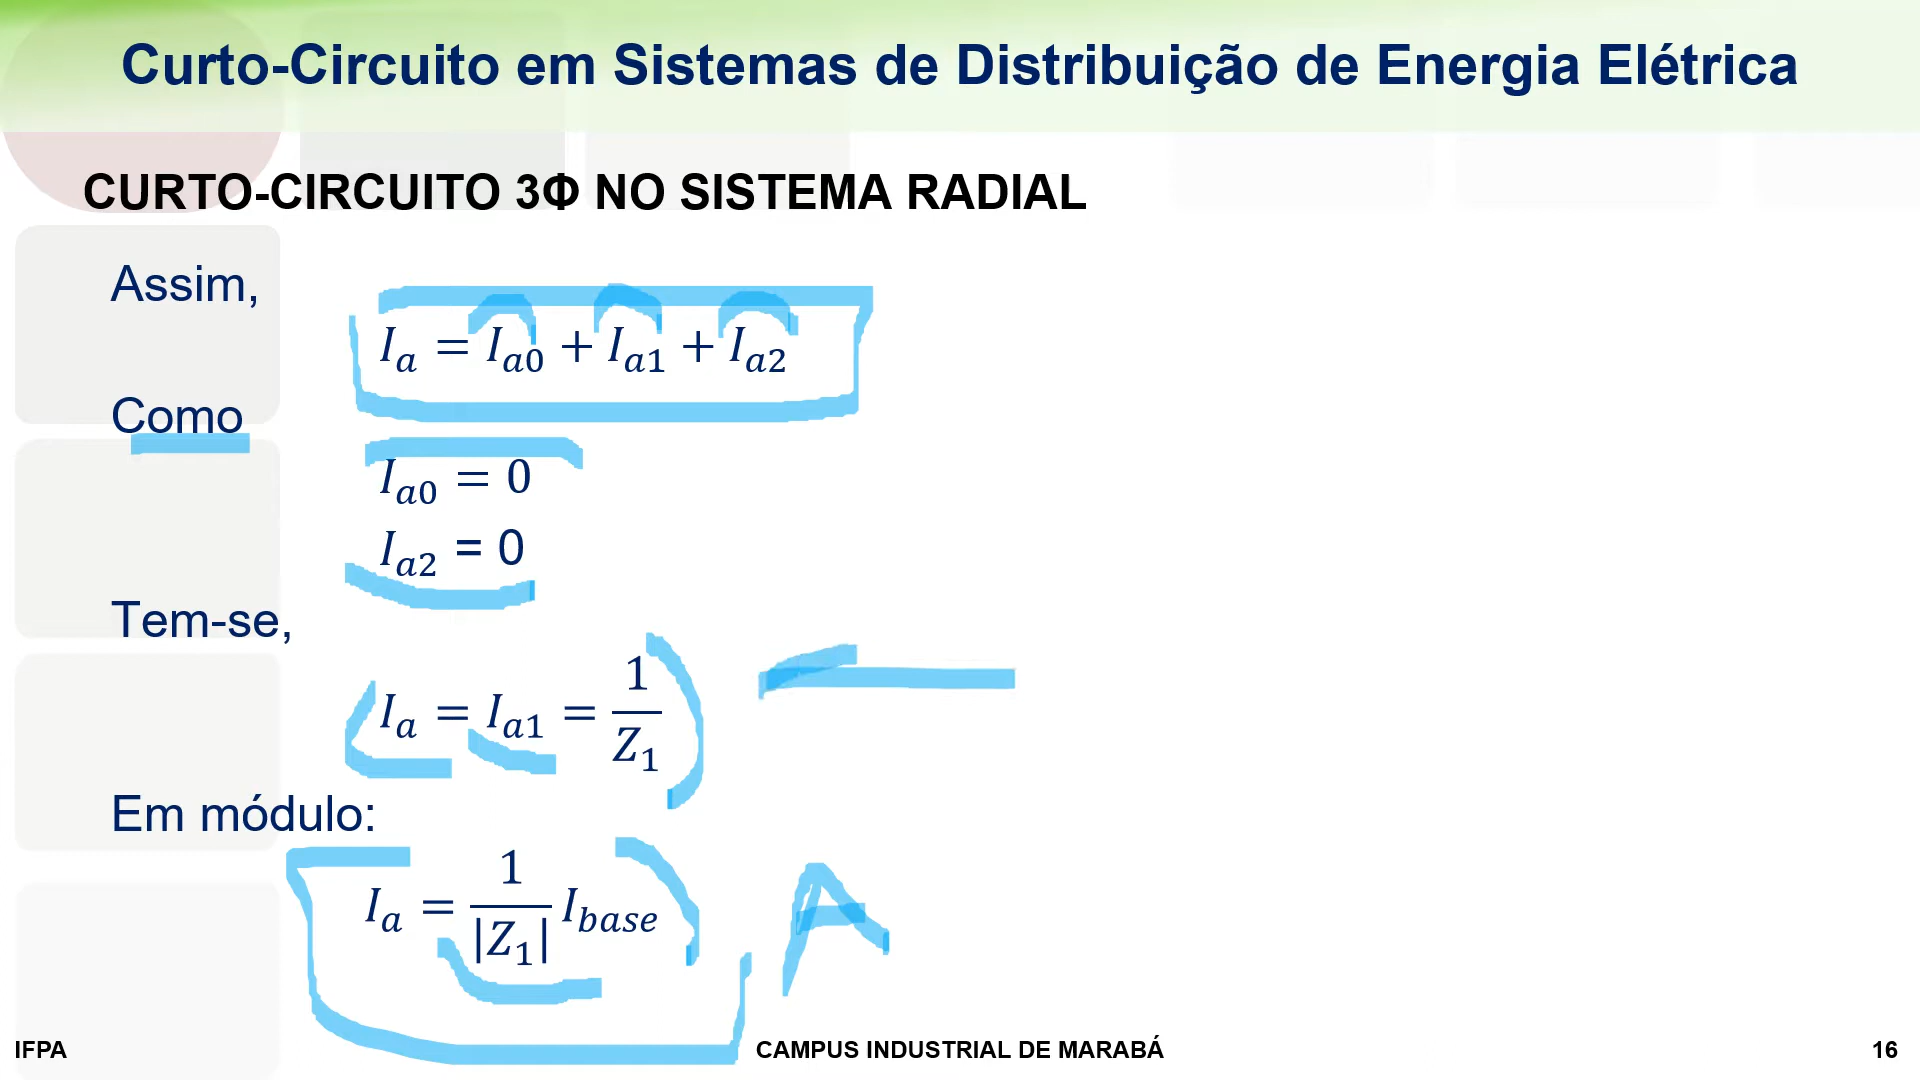 Curto-Circuito em Sistemas de Distribuição de Energia Elétrica
CURTO-CIRCUITO 3Φ NO SISTEMA RADIAL
Assim,
I_a = I_a0 + I_a1 + I_a2
Como
I_a0 = 0
I_a2 = 0
Tem-se,
I_a = I_a1 = 1/Z_1
Em módulo:
I_a = 1/|Z_1| I_base
A
IFPA
CAMPUS INDUSTRIAL DE MARABÁ
16